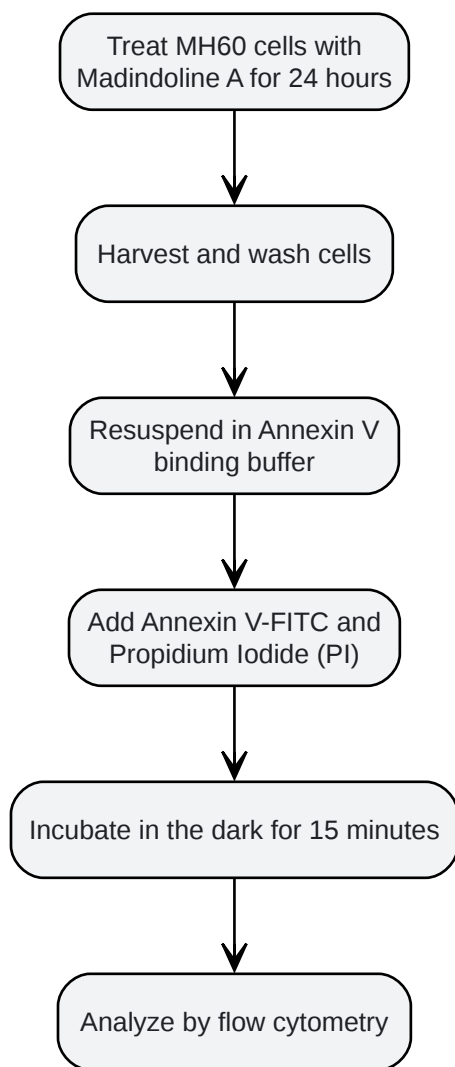 Treat MH60 cells with
Madindoline A for 24 hours
Harvest and wash cells
Resuspend in Annexin V
binding buffer
Add Annexin V-FITC and
Propidium Iodide (PI)
Incubate in the dark for 15 minutes
Analyze by flow cytometry